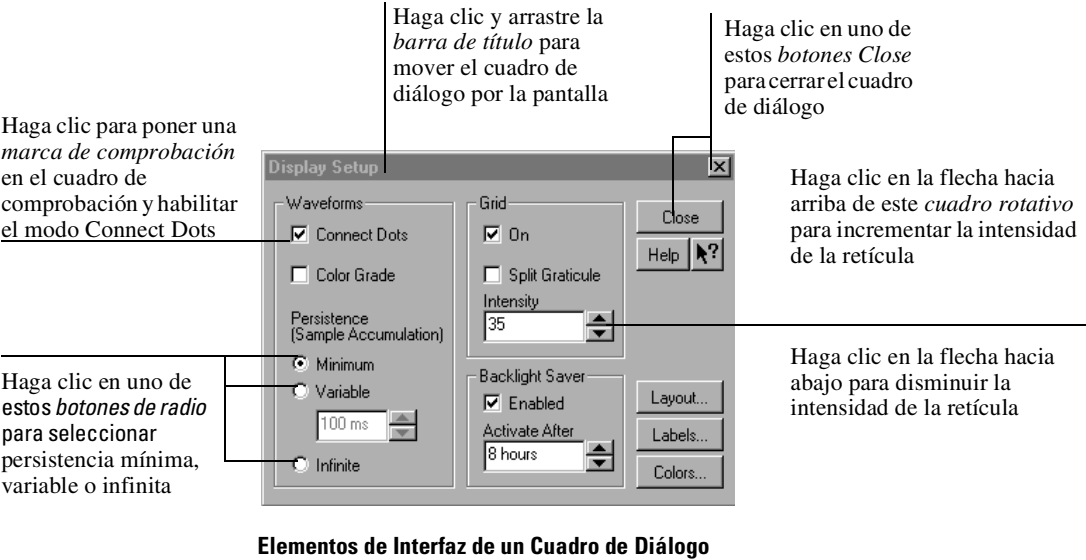 Haga clic y arrastre la
barra de título para
mover el cuadro de
diálogo por la pantalla
Haga clic en uno de
estos botones Close
para cerrar el cuadro
de diálogo
Haga clic para poner una
marca de comprobación
en el cuadro de
comprobación y habilitar
el modo Connect Dots
Haga clic en la flecha hacia
arriba de este cuadro rotativo
para incrementar la intensidad
de la retícula
Display Setup
Waveforms
Connect Dots
Color Grade
Persistence
(Sample Accumulation)
Minimum
Variable
100 ms
Infinite
Grid
On
Split Graticule
Intensity
35
Backlight Saver
Enabled
Activate After
8 hours
Close
Help
?
Layout...
Labels...
Colors...
Haga clic en uno de
estos botones de radio
para seleccionar
persistencia mínima,
variable o infinita
Haga clic en la flecha hacia
abajo para disminuir la
intensidad de la retícula
Elementos de Interfaz de un Cuadro de Diálogo